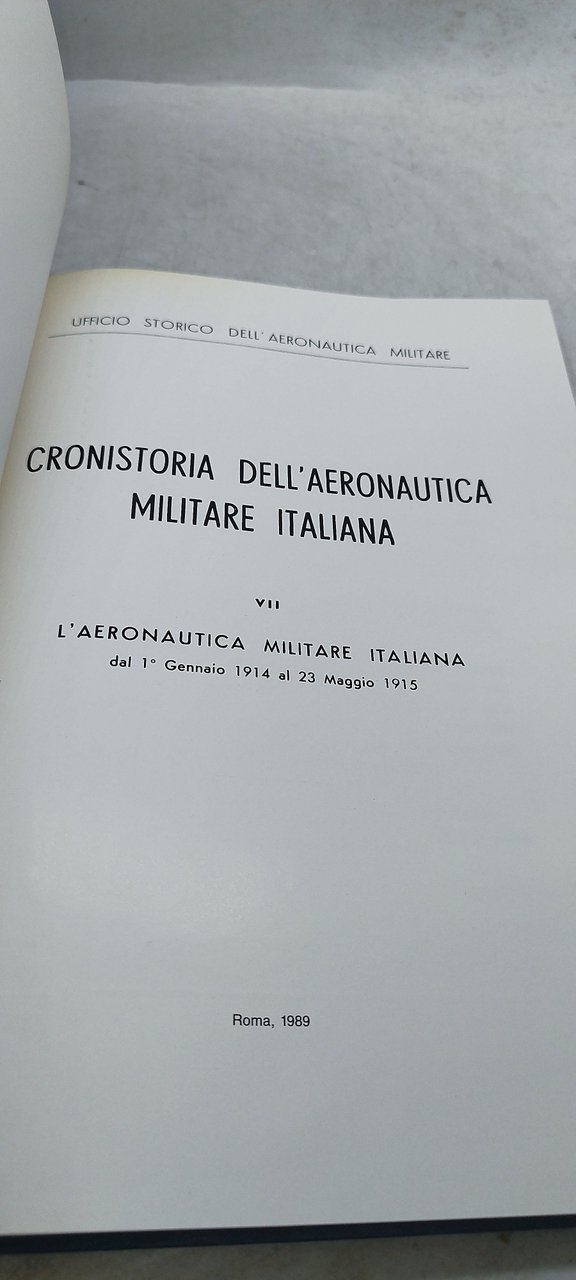 UFFICIO STORICO DELL'AERONAUTICA MILITARE
CRONISTORIA DELL'AERONAUTICA
MILITARE ITALIANA
VII
L'AERONAUTICA MILITARE ITALIANA
dal 1° Gennaio 1914 al 23 Maggio 1915
Roma, 1989